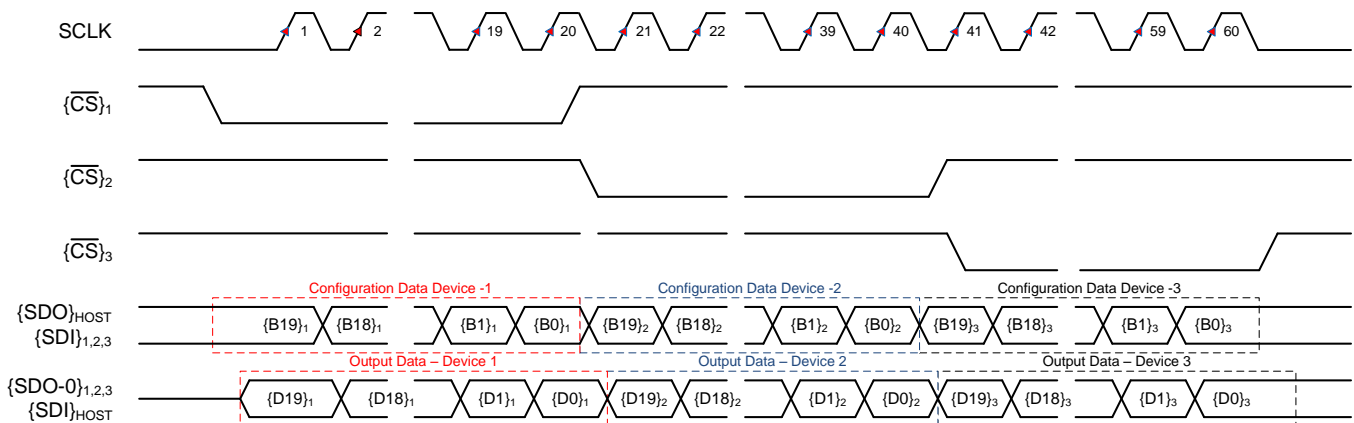 SCLK 1 2 19 20 21 22 39 40 41 42 59 60
{C̅S̅}₁
{C̅S̅}₂
{C̅S̅}₃
Configuration Data Device -1 Configuration Data Device -2 Configuration Data Device -3
{SDO}HOST
{SDI}1,2,3
{B19}₁ {B18}₁ {B1}₁ {B0}₁ {B19}₂ {B18}₂ {B1}₂ {B0}₂ {B19}₃ {B18}₃ {B1}₃ {B0}₃
Output Data – Device 1 Output Data – Device 2 Output Data – Device 3
{SDO-0}1,2,3
{SDI}HOST
{D19}₁ {D18}₁ {D1}₁ {D0}₁ {D19}₂ {D18}₂ {D1}₂ {D0}₂ {D19}₃ {D18}₃ {D1}₃ {D0}₃